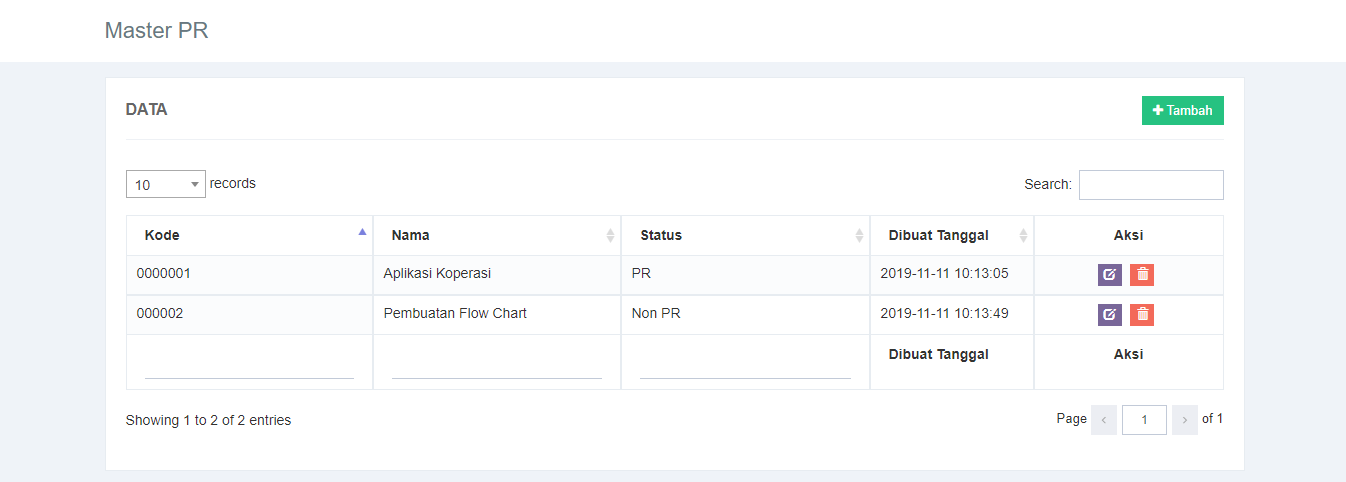 Master PR
DATA
Tambah
10 records
Search:
Kode Nama Status Dibuat Tanggal Aksi
0000001 Aplikasi Koperasi PR 2019-11-11 10:13:05
000002 Pembuatan Flow Chart Non PR 2019-11-11 10:13:49
Dibuat Tanggal Aksi
Showing 1 to 2 of 2 entries
Page 1 of 1